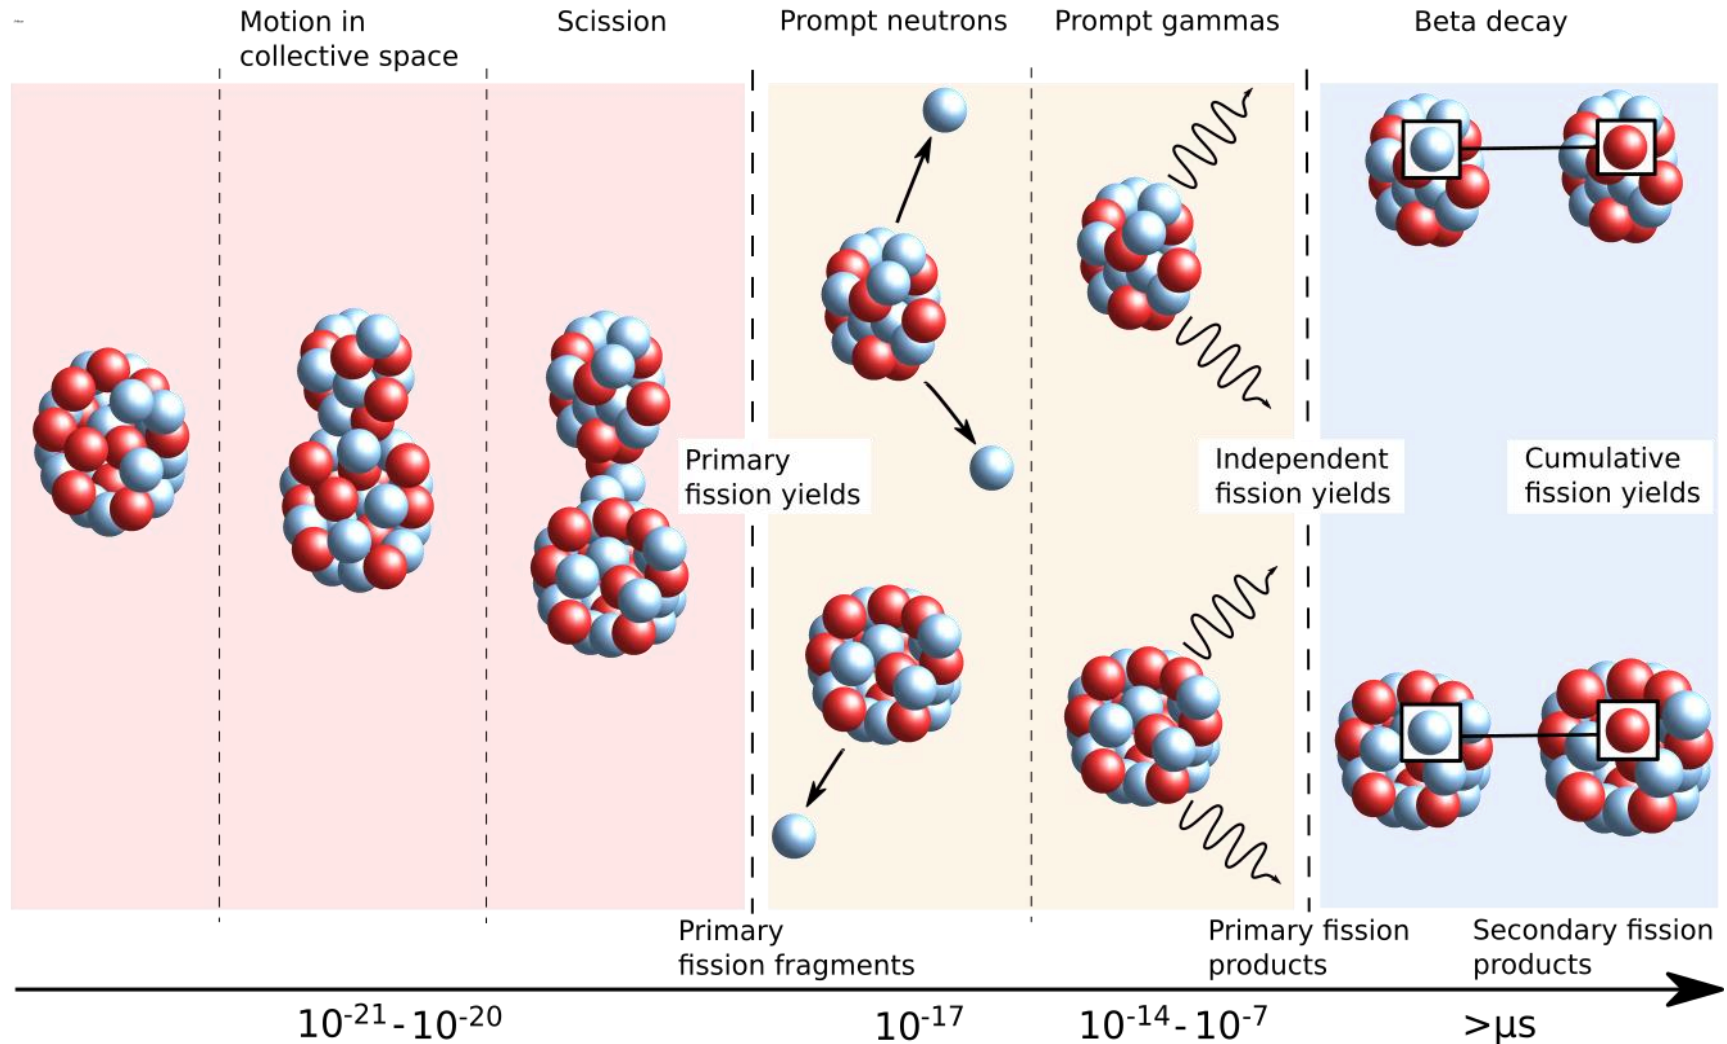 Motion in
collective space
Scission
Prompt neutrons
Prompt gammas
Beta decay
Primary
fission yields
Independent
fission yields
Cumulative
fission yields
Primary
fission fragments
Primary fission
products
Secondary fission
products
10⁻²¹-10⁻²⁰
10⁻¹⁷
10⁻¹⁴-10⁻⁷
>μs